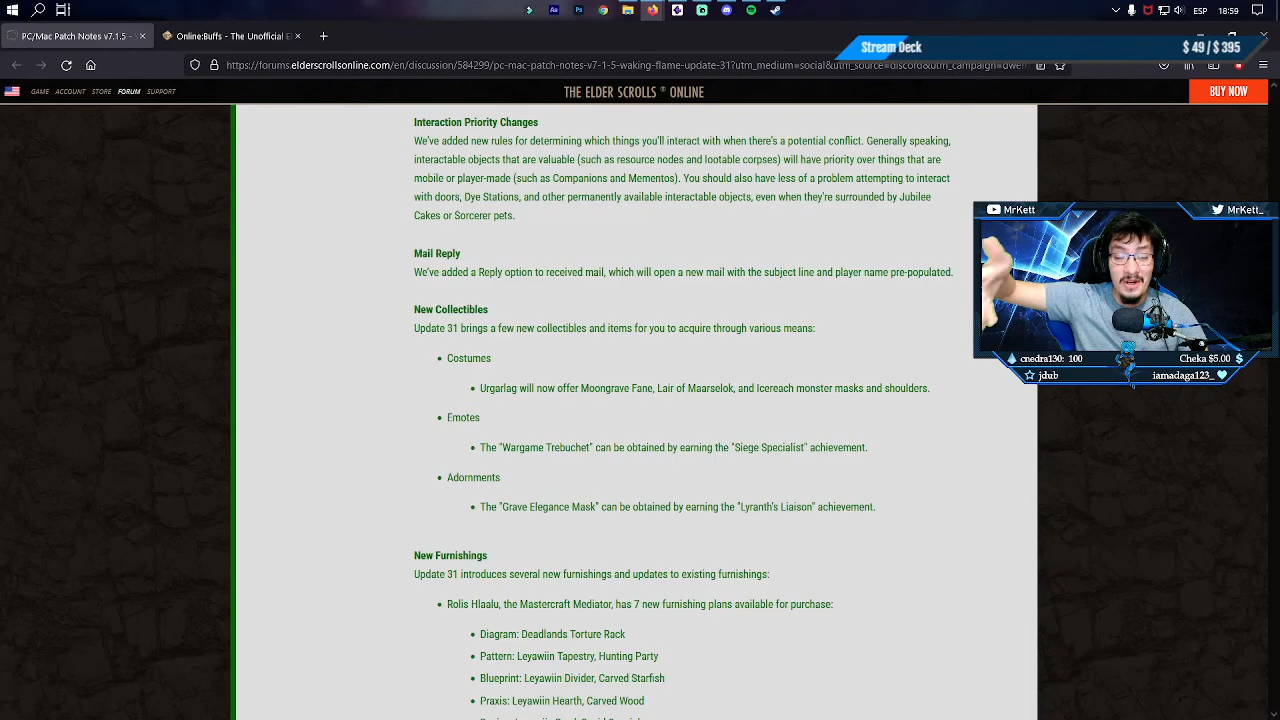 18:59
ESP
PC/Mac Patch Notes v7.1.5 -
Online:Buffs - The Unofficial El
Stream Deck
$ 49 / $ 395
https://forums.elderscrollsonline.com/en/discussion/584299/pc-mac-patch-notes-v7-1-5-waking-flame-update-31?utm_medium=social&utm_source=discord&utm_campaign=dwem
GAME ACCOUNT STORE FORUM SUPPORT
THE ELDER SCROLLS ® ONLINE
BUY NOW
Interaction Priority Changes
We've added new rules for determining which things you'll interact with when there's a potential conflict. Generally speaking,
interactable objects that are valuable (such as resource nodes and lootable corpses) will have priority over things that are
mobile or player-made (such as Companions and Mementos). You should also have less of a problem attempting to interact
with doors, Dye Stations, and other permanently available interactable objects, even when they're surrounded by Jubilee
Cakes or Sorcerer pets.
Mail Reply
We've added a Reply option to received mail, which will open a new mail with the subject line and player name pre-populated.
New Collectibles
Update 31 brings a few new collectibles and items for you to acquire through various means:
Costumes
Urgarlag will now offer Moongrave Fane, Lair of Maarselok, and Icereach monster masks and shoulders.
Emotes
The "Wargame Trebuchet" can be obtained by earning the "Siege Specialist" achievement.
Adornments
The "Grave Elegance Mask" can be obtained by earning the "Lyranth's Liaison" achievement.
New Furnishings
Update 31 introduces several new furnishings and updates to existing furnishings:
Rolis Hlaalu, the Mastercraft Mediator, has 7 new furnishing plans available for purchase:
Diagram: Deadlands Torture Rack
Pattern: Leyawiin Tapestry, Hunting Party
Blueprint: Leyawiin Divider, Carved Starfish
Praxis: Leyawiin Hearth, Carved Wood
MrKett
MrKett_
cnedra130: 100
Cheka $5.00
jdub
iamadaga123_